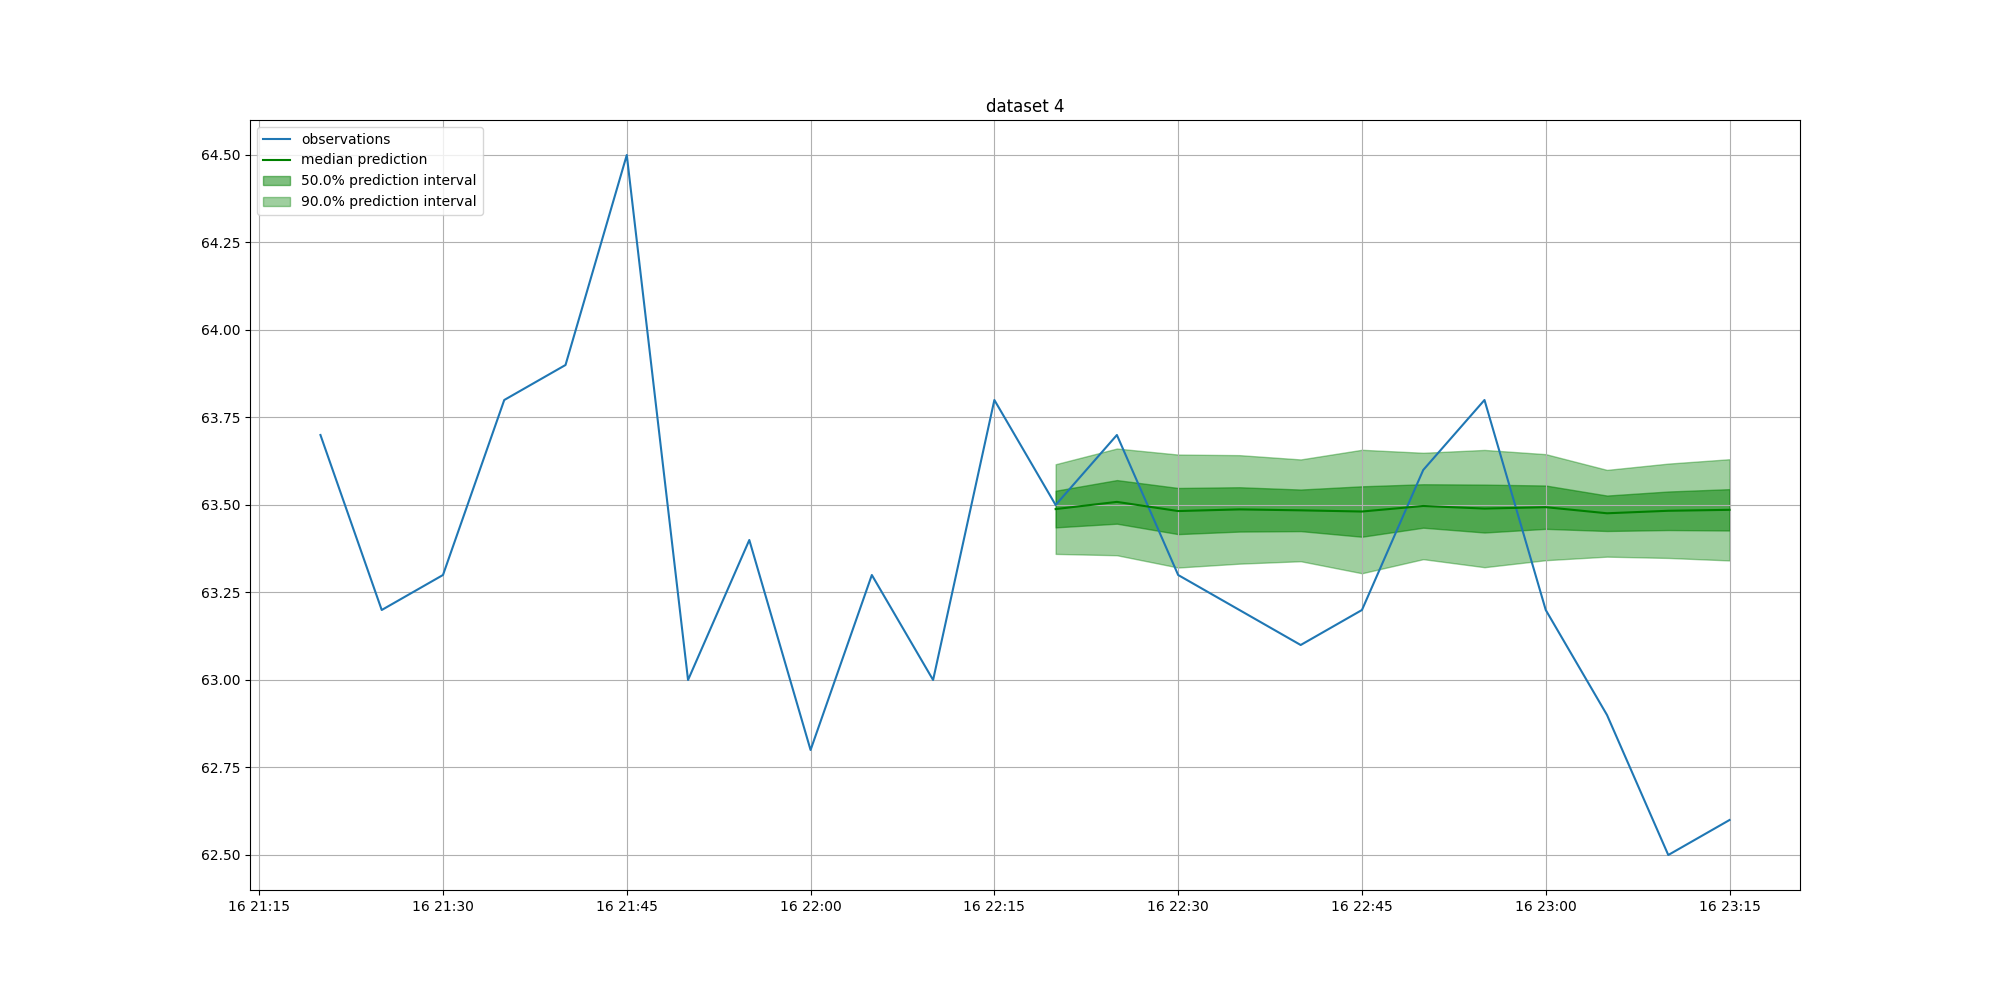 dataset 4
observations
median prediction
50.0% prediction interval
90.0% prediction interval
64.50
64.25
64.00
63.75
63.50
63.25
63.00
62.75
62.50
16 21:15 16 21:30 16 21:45 16 22:00 16 22:15 16 22:30 16 22:45 16 23:00 16 23:15